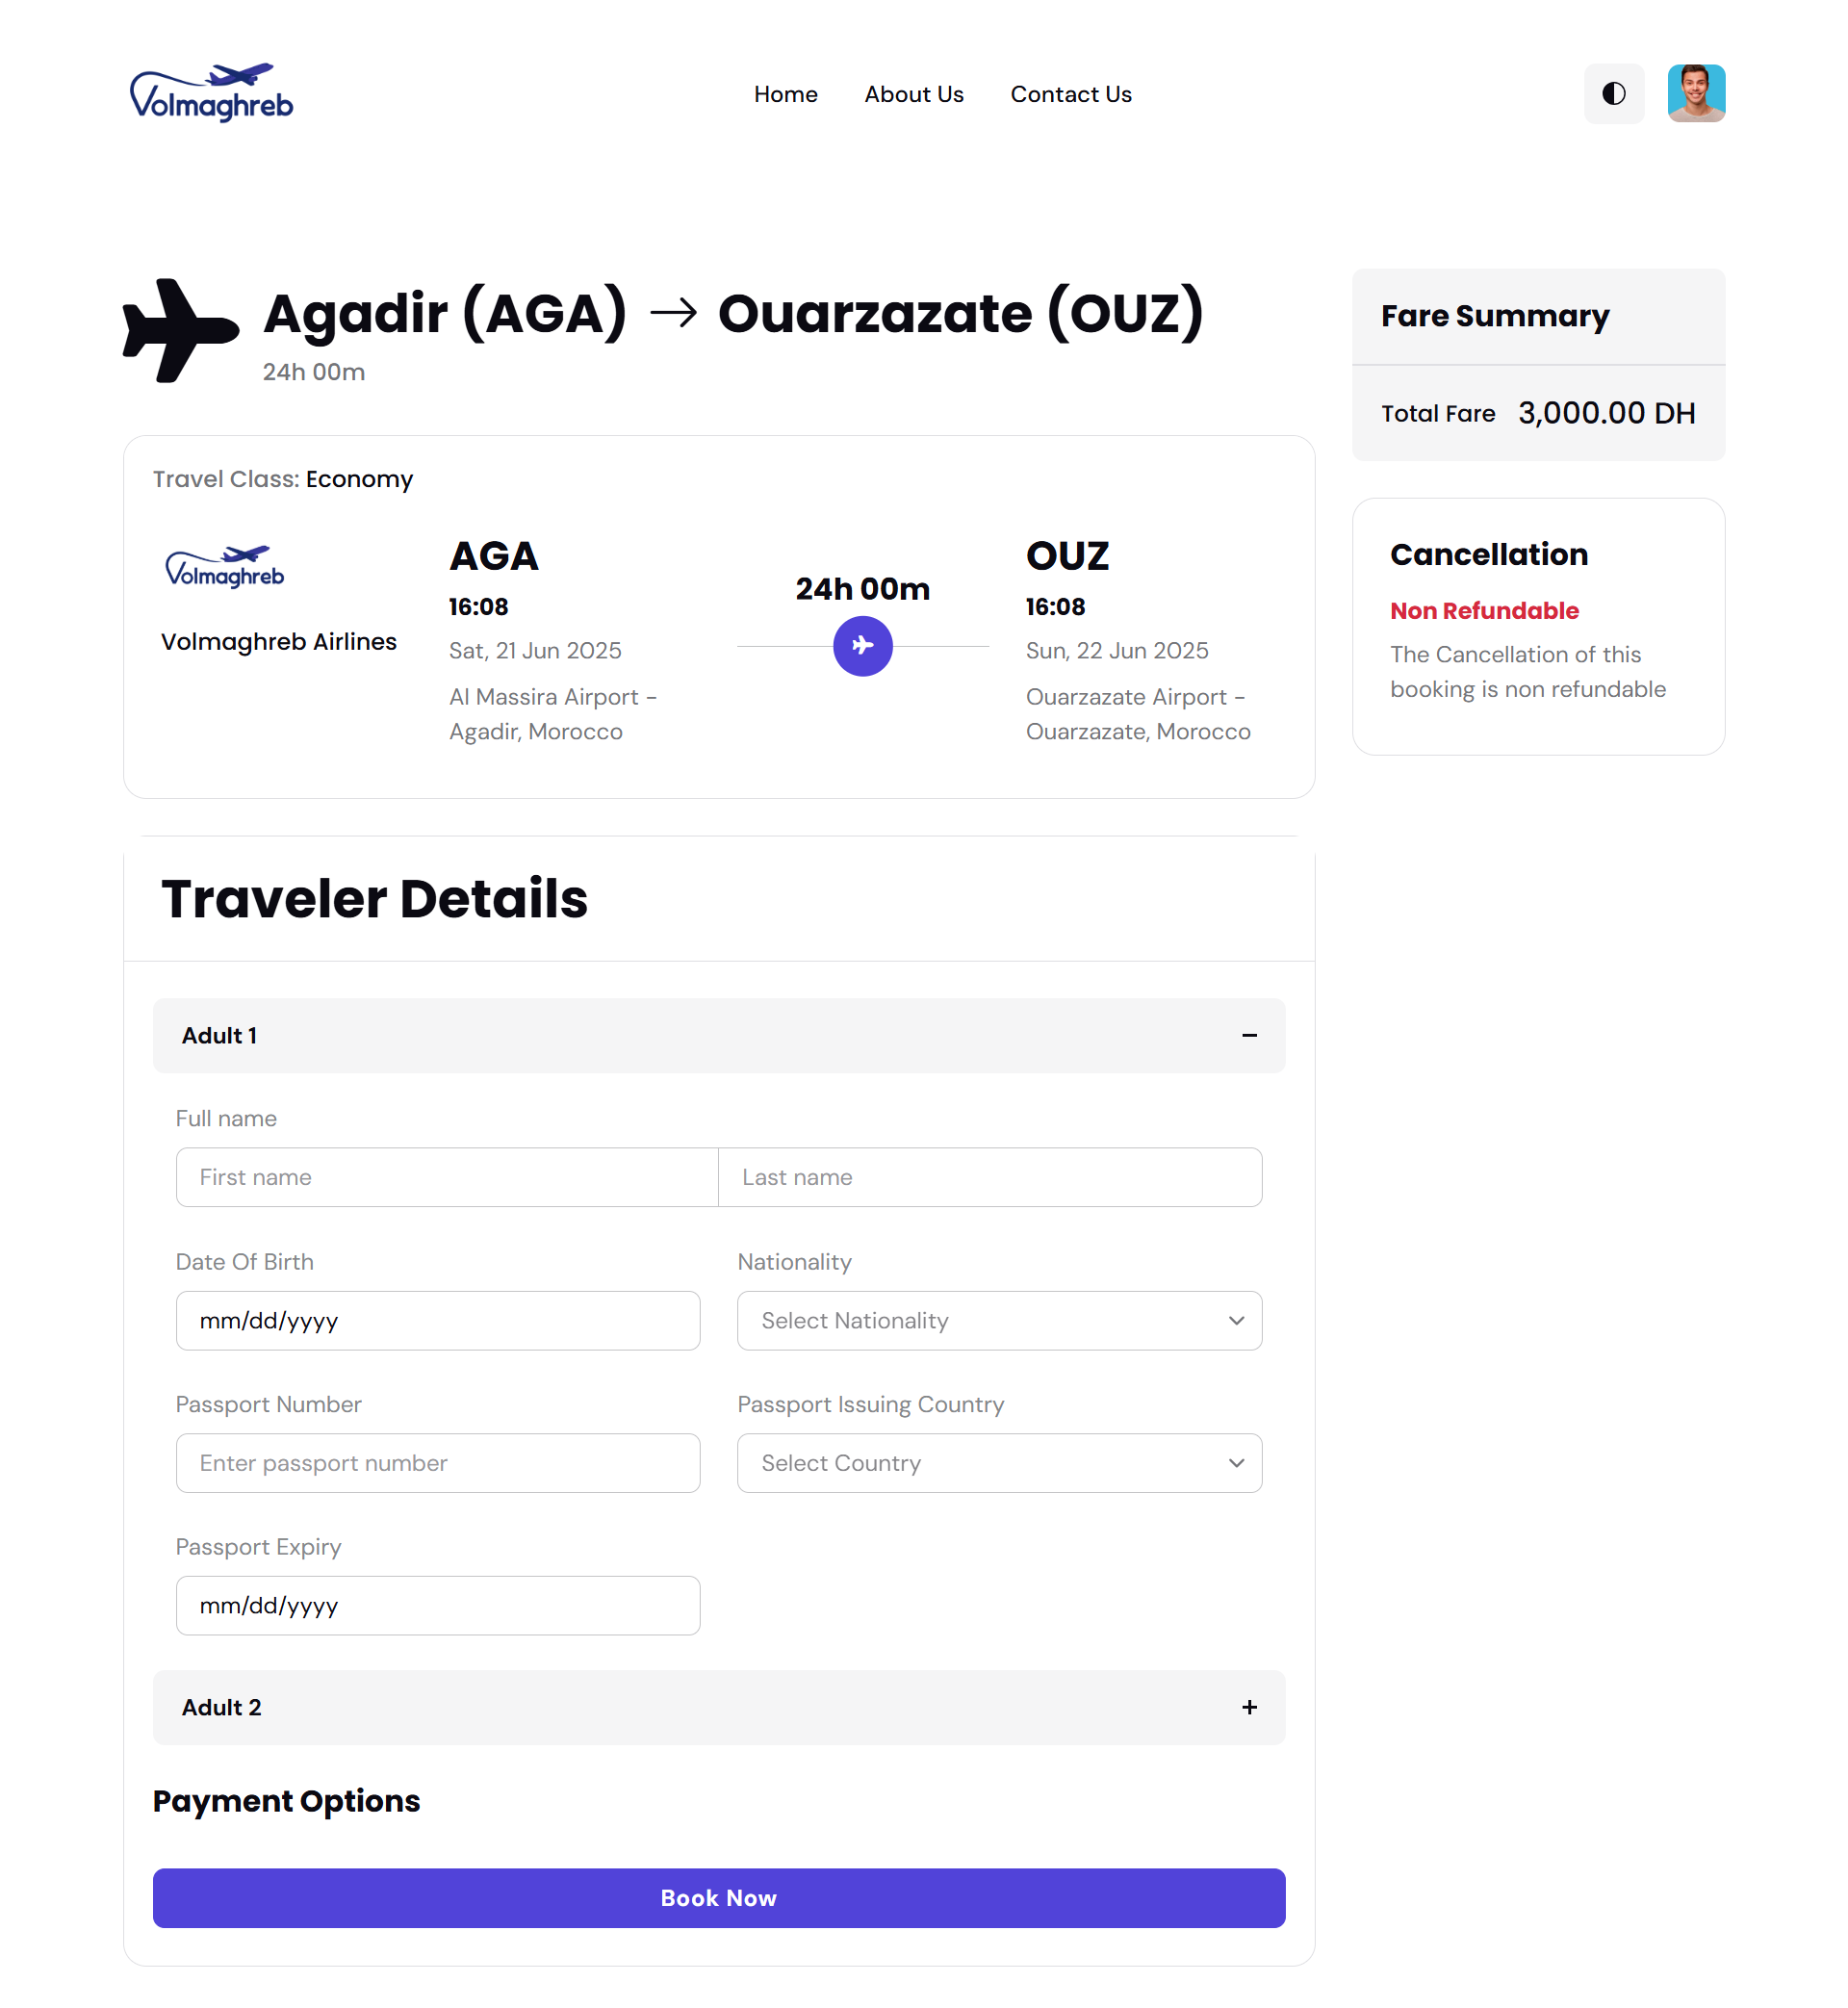 Volmaghreb
Home About Us Contact Us
Agadir (AGA) → Ouarzazate (OUZ)
24h 00m
Fare Summary
Total Fare 3,000.00 DH
Travel Class: Economy
Volmaghreb
Volmaghreb Airlines
AGA
16:08
Sat, 21 Jun 2025
Al Massira Airport -
Agadir, Morocco
24h 00m
OUZ
16:08
Sun, 22 Jun 2025
Ouarzazate Airport -
Ouarzazate, Morocco
Cancellation
Non Refundable
The Cancellation of this
booking is non refundable
Traveler Details
Adult 1 −
Full name
First name Last name
Date Of Birth Nationality
mm/dd/yyyy Select Nationality
Passport Number Passport Issuing Country
Enter passport number Select Country
Passport Expiry
mm/dd/yyyy
Adult 2 +
Payment Options
Book Now